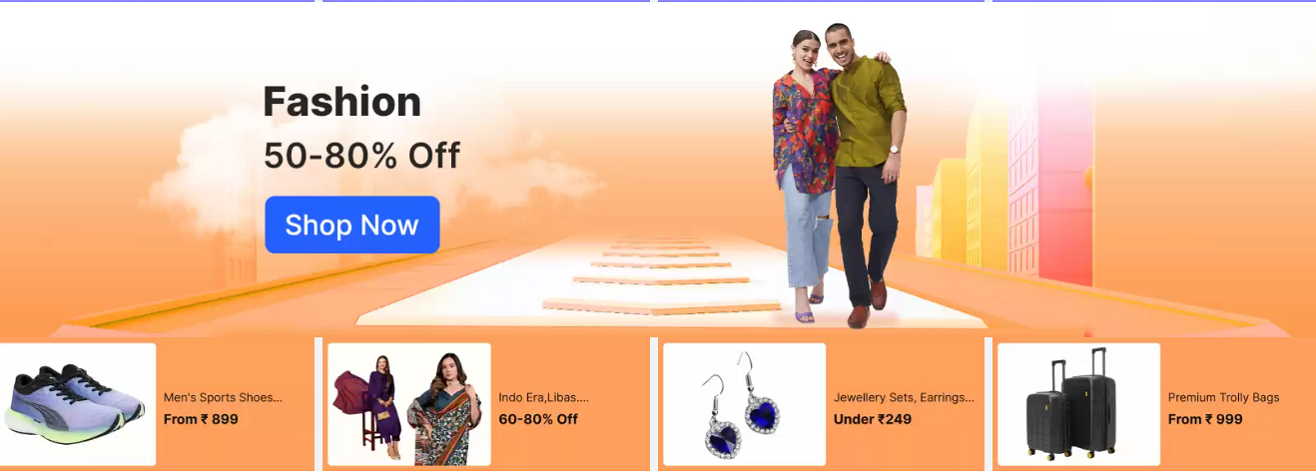 Fashion
50-80% Off
Shop Now
Men's Sports Shoes...
From ₹ 899
Indo Era,Libas....
60-80% Off
Jewellery Sets, Earrings...
Under ₹249
Premium Trolly Bags
From ₹ 999